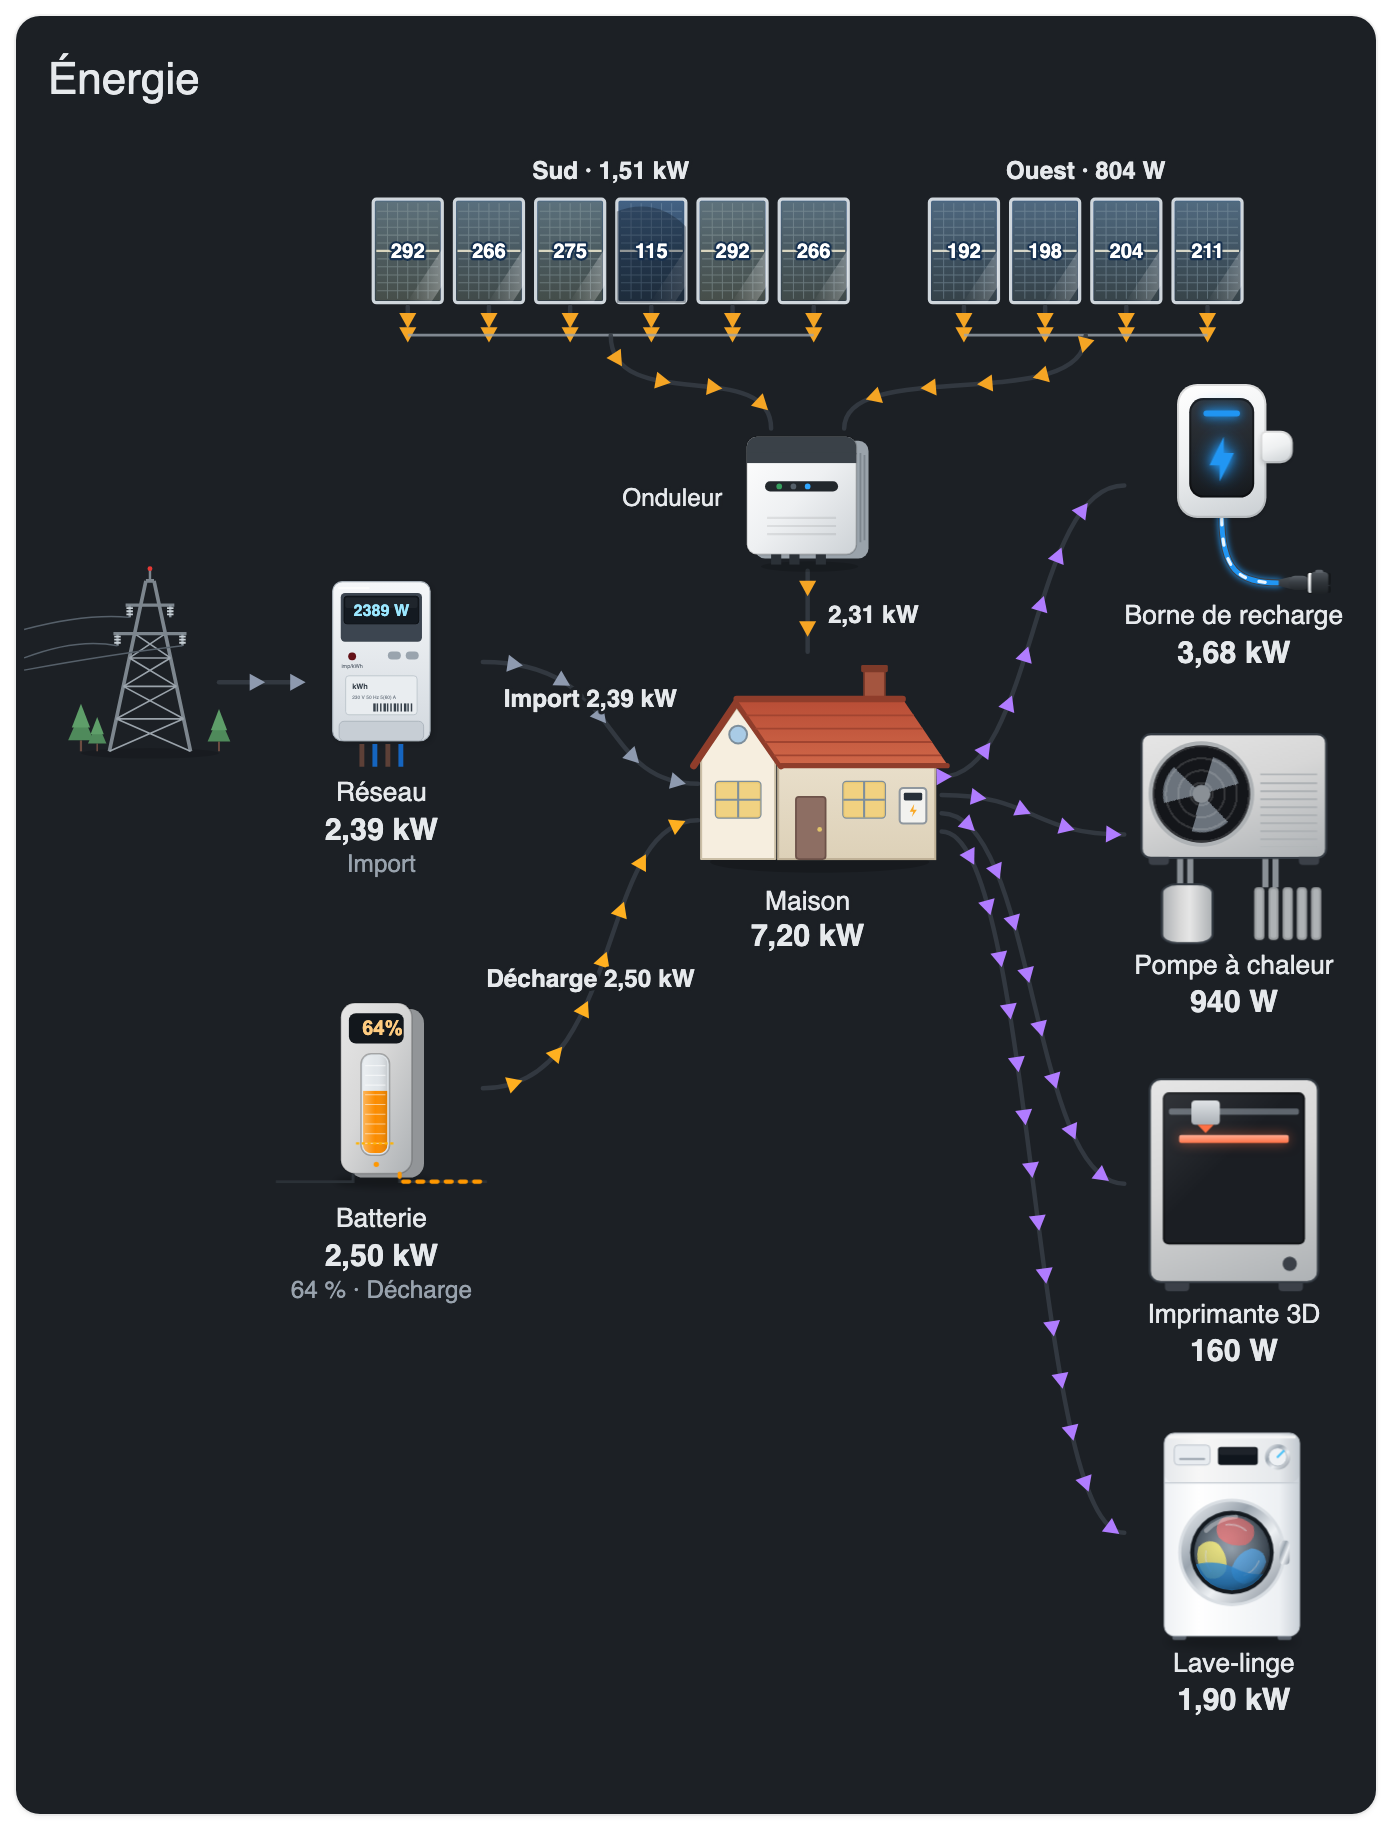 Énergie
Sud · 1,51 kW
Ouest · 804 W
292 266 275 115 292 266
192 198 204 211
Onduleur
2,31 kW
2389 W
imp/kWh
kWh
Import 2,39 kW
Réseau
2,39 kW
Import
Borne de recharge
3,68 kW
Maison
7,20 kW
Pompe à chaleur
940 W
Décharge 2,50 kW
64%
Batterie
2,50 kW
64 % · Décharge
Imprimante 3D
160 W
Lave-linge
1,90 kW